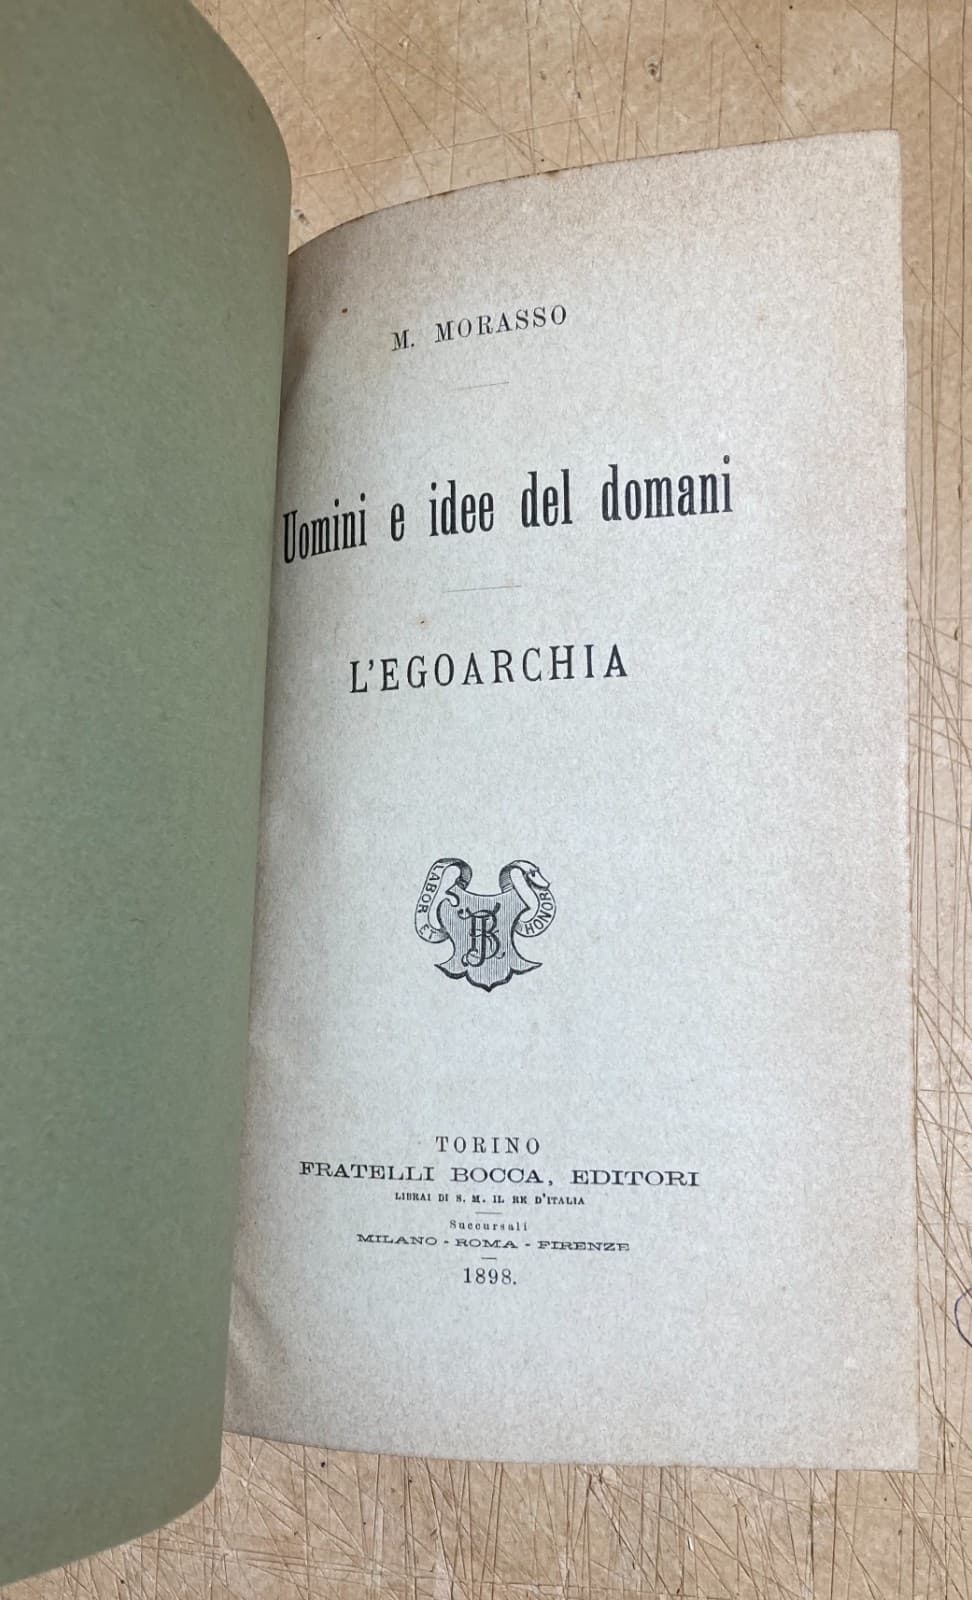 M. MORASSO
Uomini e idee del domani
L'EGOARCHIA
LABOR ET HONOR
FB
TORINO
FRATELLI BOCCA, EDITORI
LIBRAI DI S. M. IL RE D'ITALIA
Succursali
MILANO - ROMA - FIRENZE
1898.